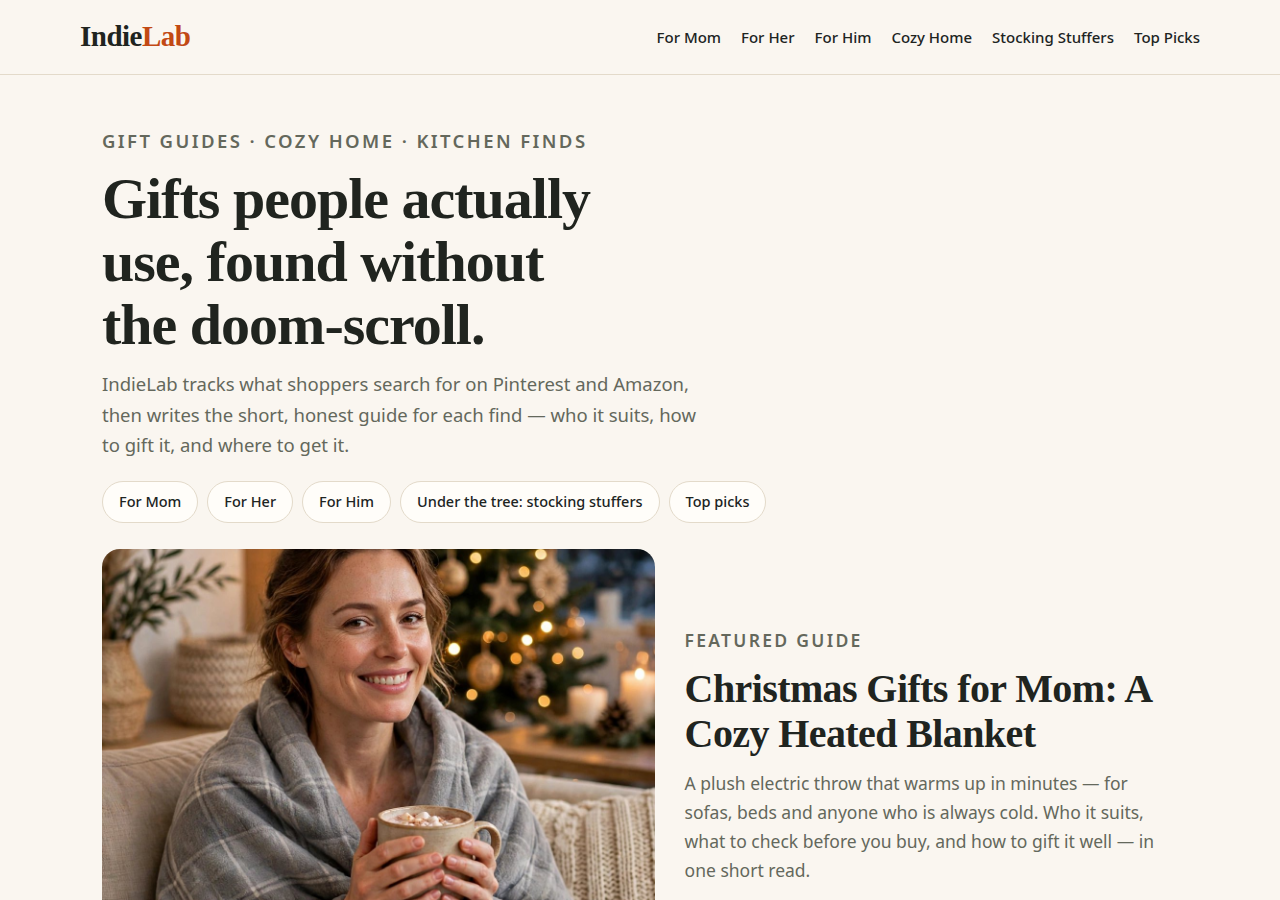 IndieLab
For Mom For Her For Him Cozy Home Stocking Stuffers Top Picks
GIFT GUIDES · COZY HOME · KITCHEN FINDS
Gifts people actually
use, found without
the doom-scroll.
IndieLab tracks what shoppers search for on Pinterest and Amazon,
then writes the short, honest guide for each find — who it suits, how
to gift it, and where to get it.
For Mom For Her For Him Under the tree: stocking stuffers Top picks
FEATURED GUIDE
Christmas Gifts for Mom: A
Cozy Heated Blanket
A plush electric throw that warms up in minutes — for
sofas, beds and anyone who is always cold. Who it suits,
what to check before you buy, and how to gift it well — in
one short read.